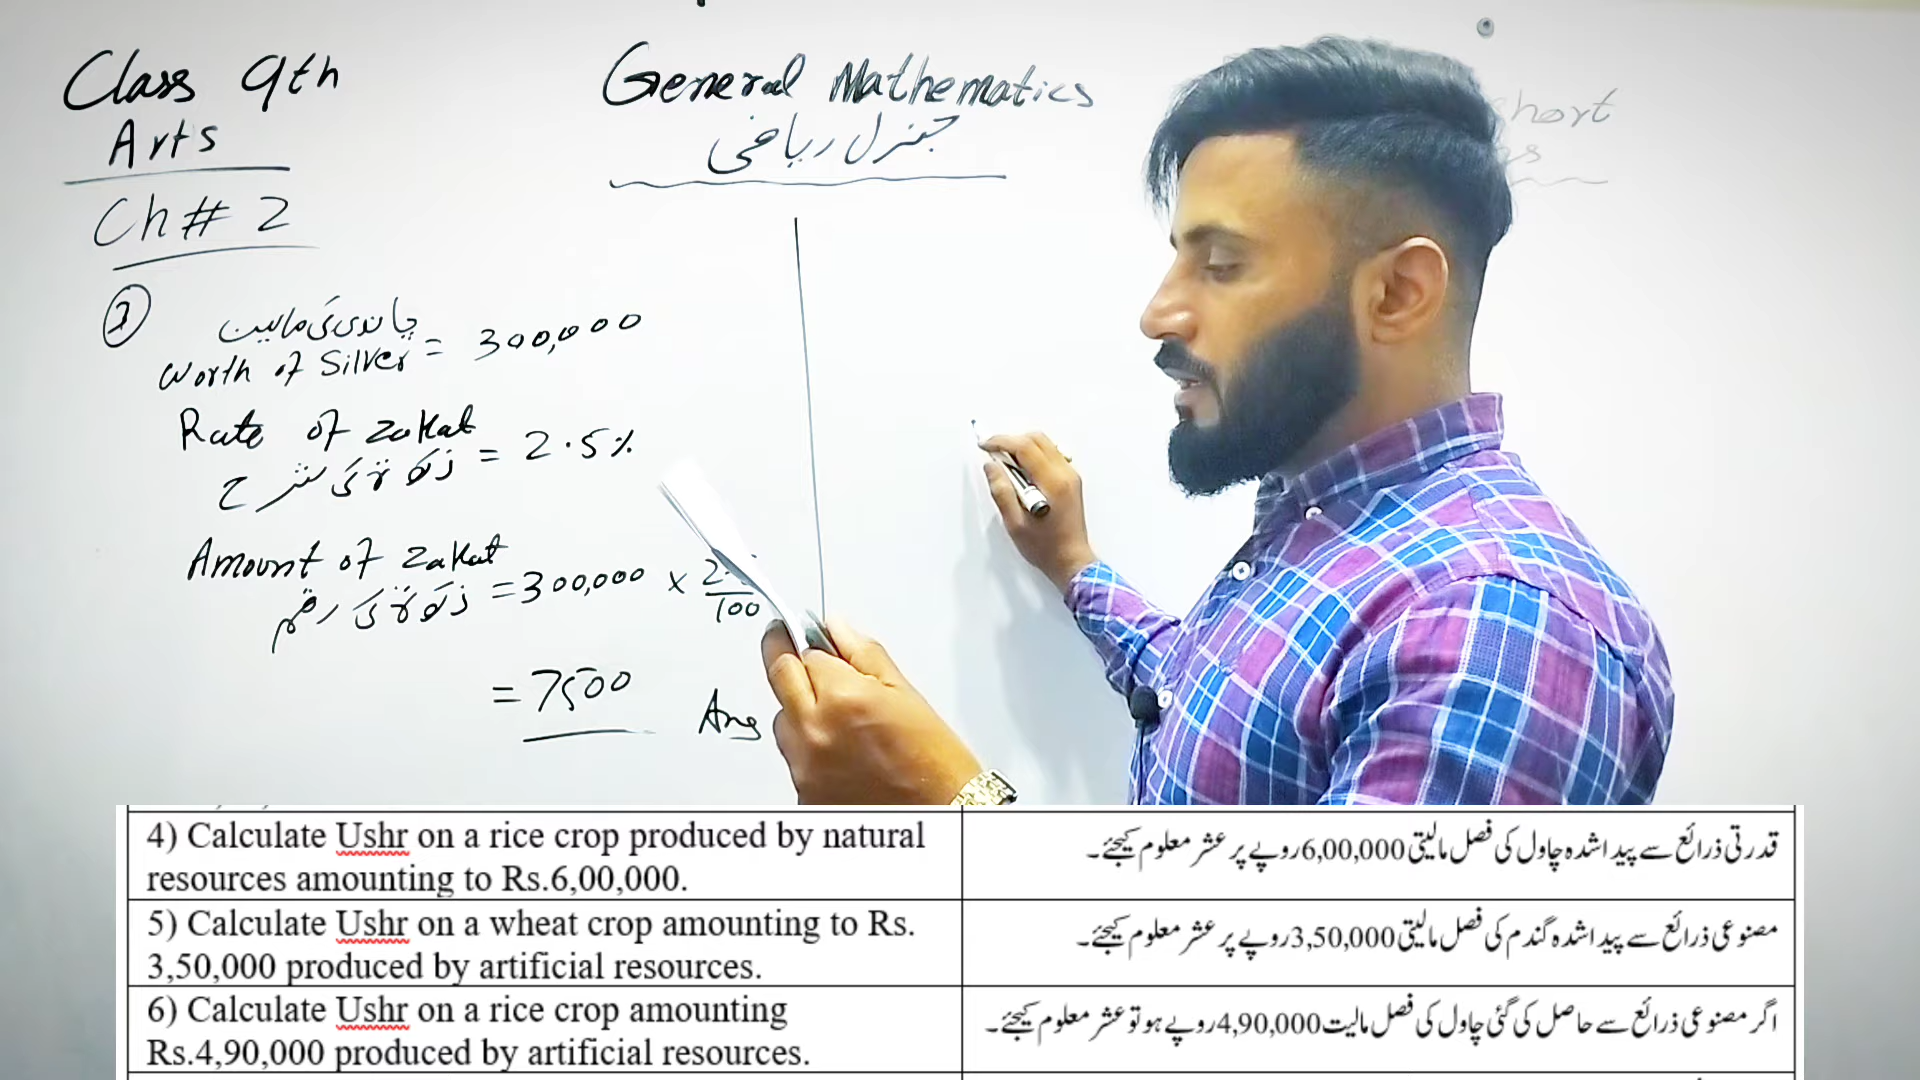 Class 9th
Arts
Ch # 2
General Mathematics
جنرل ریاضی
short
چاندی کی مالیت
Worth of Silver = 300,000
Rate of zakat
زکوٰۃ کی شرح = 2.5%
Amount of zakat
زکوٰۃ کی رقم = 300,000 × 2. / 100
= 7500 Ans
4) Calculate Ushr on a rice crop produced by natural
resources amounting to Rs.6,00,000.
قدرتی ذرائع سے پیدا شدہ چاول کی فصل مالیتی 6,00,000 روپے پر عشر معلوم کیجئے۔
5) Calculate Ushr on a wheat crop amounting to Rs.
3,50,000 produced by artificial resources.
مصنوعی ذرائع سے پیدا شدہ گندم کی فصل مالیتی 3,50,000 روپے پر عشر معلوم کیجئے۔
6) Calculate Ushr on a rice crop amounting
Rs.4,90,000 produced by artificial resources.
اگر مصنوعی ذرائع سے حاصل کی گئی چاول کی فصل مالیت 4,90,000 روپے ہو تو عشر معلوم کیجئے۔